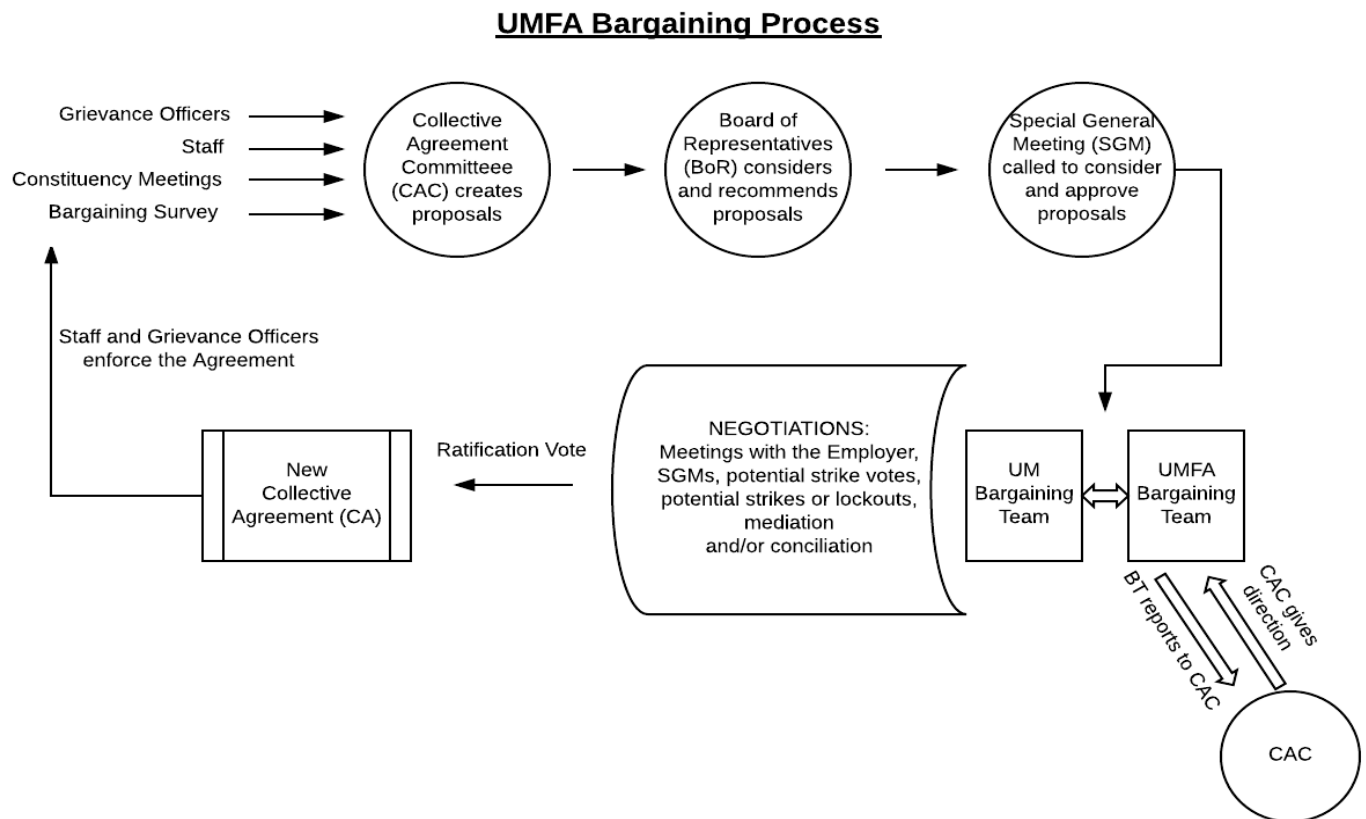 UMFA Bargaining Process
Grievance Officers
Staff
Constituency Meetings
Bargaining Survey
Collective
Agreement
Committeee
(CAC) creates
proposals
Board of
Representatives
(BoR) considers
and recommends
proposals
Special General
Meeting (SGM)
called to consider
and approve
proposals
Staff and Grievance Officers
enforce the Agreement
New
Collective
Agreement (CA)
Ratification Vote
NEGOTIATIONS:
Meetings with the Employer,
SGMs, potential strike votes,
potential strikes or lockouts,
mediation
and/or conciliation
UM
Bargaining
Team
UMFA
Bargaining
Team
BT reports to CAC
CAC gives
direction
CAC